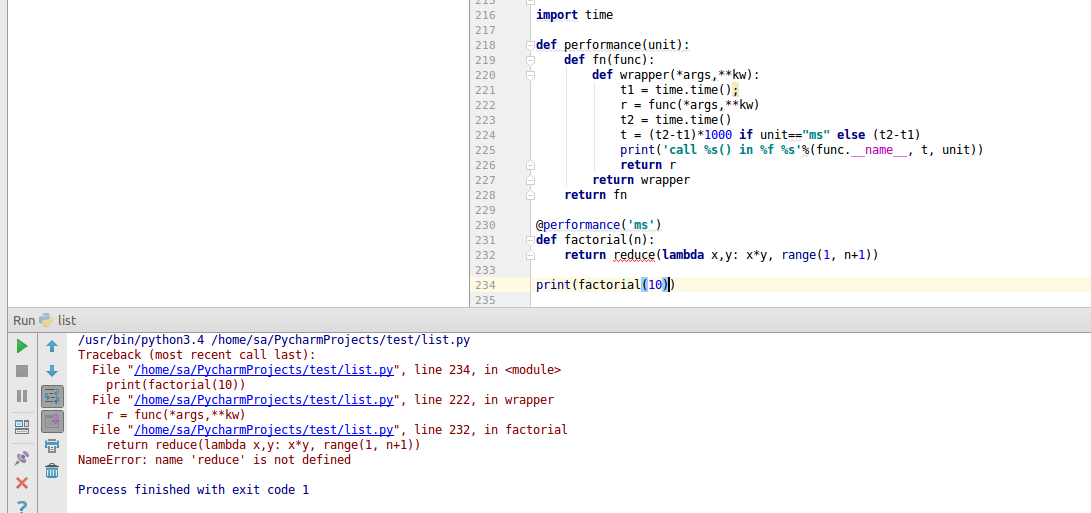 215
216 import time
217
218 def performance(unit):
219     def fn(func):
220         def wrapper(*args,**kw):
221             t1 = time.time();
222             r = func(*args,**kw)
223             t2 = time.time()
224             t = (t2-t1)*1000 if unit=="ms" else (t2-t1)
225             print('call %s() in %f %s'%(func.__name__, t, unit))
226             return r
227         return wrapper
228     return fn
229
230 @performance('ms')
231 def factorial(n):
232     return reduce(lambda x,y: x*y, range(1, n+1))
233
234 print(factorial(10))
235
Run list
/usr/bin/python3.4 /home/sa/PycharmProjects/test/list.py
Traceback (most recent call last):
  File "/home/sa/PycharmProjects/test/list.py", line 234, in <module>
    print(factorial(10))
  File "/home/sa/PycharmProjects/test/list.py", line 222, in wrapper
    r = func(*args,**kw)
  File "/home/sa/PycharmProjects/test/list.py", line 232, in factorial
    return reduce(lambda x,y: x*y, range(1, n+1))
NameError: name 'reduce' is not defined

Process finished with exit code 1